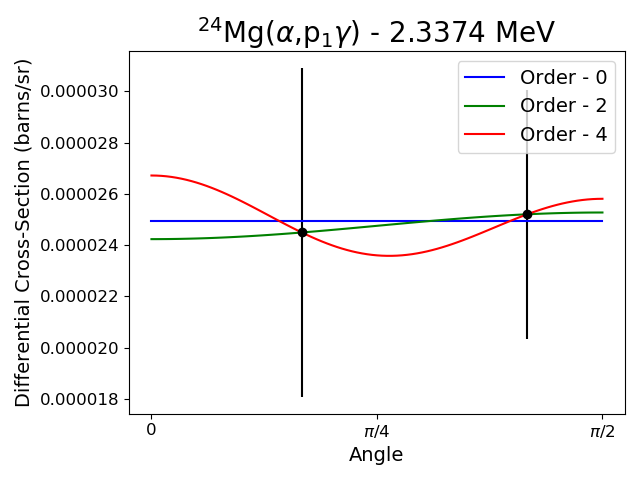 ²⁴Mg(α,p₁γ) - 2.3374 MeV
Order - 0
Order - 2
Order - 4
Differential Cross-Section (barns/sr)
0.000030
0.000028
0.000026
0.000024
0.000022
0.000020
0.000018
0
π/4
π/2
Angle